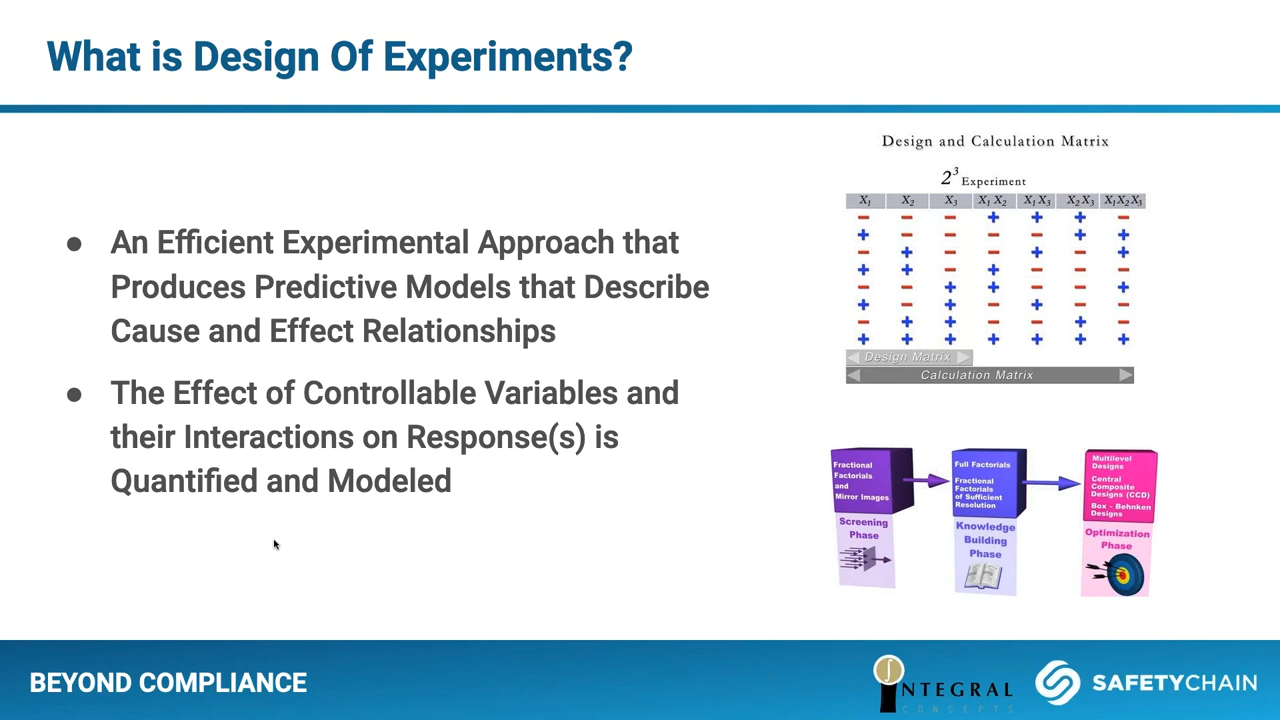 What is Design Of Experiments?
● An Efficient Experimental Approach that
Produces Predictive Models that Describe
Cause and Effect Relationships
● The Effect of Controllable Variables and
their Interactions on Response(s) is
Quantified and Modeled
Design and Calculation Matrix
2³ Experiment
X₁ X₂ X₃ X₁X₂ X₁X₃ X₂X₃ X₁X₂X₃
− − − + + + −
+ − − − − + +
− + − − + − +
+ + − + − − −
− − + + − − +
+ − + − + − −
− + + − − + −
+ + + + + + +
Design Matrix
Calculation Matrix
Fractional
Factorials
and
Mirror Images
Screening
Phase
Full Factorials
Fractional
Factorials
of Sufficient
Resolution
Knowledge
Building
Phase
Multilevel
Designs
Central
Composite
Designs (CCD)
Box - Behnken
Designs
Optimization
Phase
BEYOND COMPLIANCE
INTEGRAL
CONCEPTS
SAFETYCHAIN